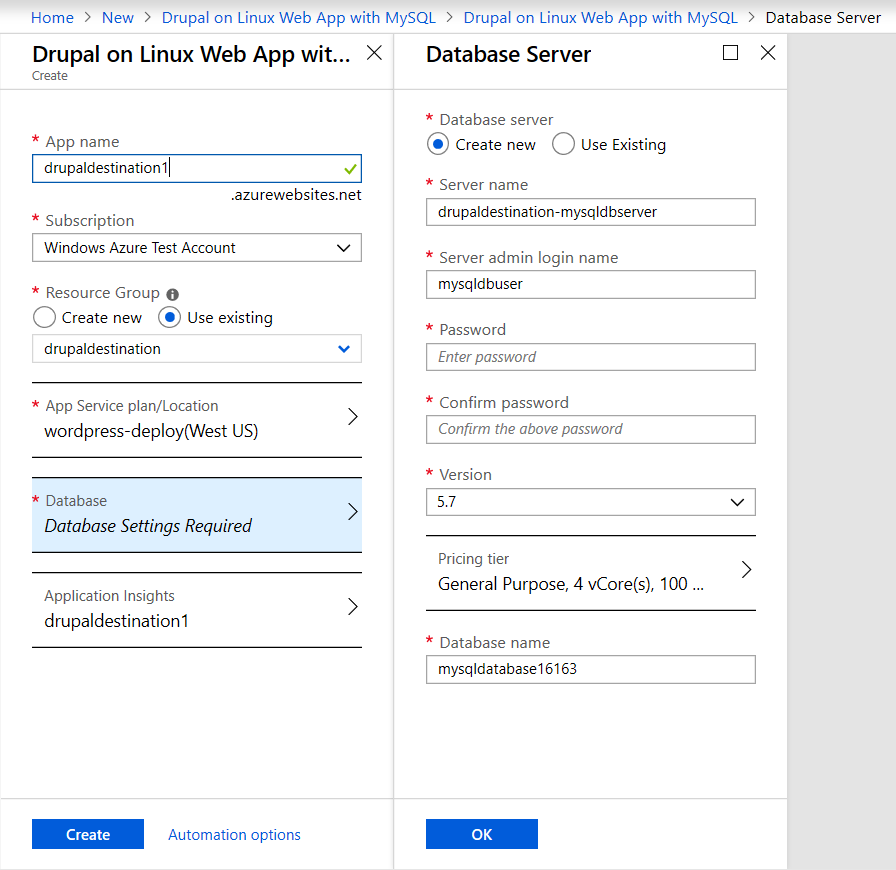 Home > New > Drupal on Linux Web App with MySQL > Drupal on Linux Web App with MySQL > Database Server
Drupal on Linux Web App wit...
Create
* App name
drupaldestination1
.azurewebsites.net
* Subscription
Windows Azure Test Account
* Resource Group
Create new Use existing
drupaldestination
* App Service plan/Location
wordpress-deploy(West US)
* Database
Database Settings Required
Application Insights
drupaldestination1
Create Automation options
Database Server
* Database server
Create new Use Existing
* Server name
drupaldestination-mysqldbserver
* Server admin login name
mysqldbuser
* Password
Enter password
* Confirm password
Confirm the above password
* Version
5.7
Pricing tier
General Purpose, 4 vCore(s), 100 ...
* Database name
mysqldatabase16163
OK